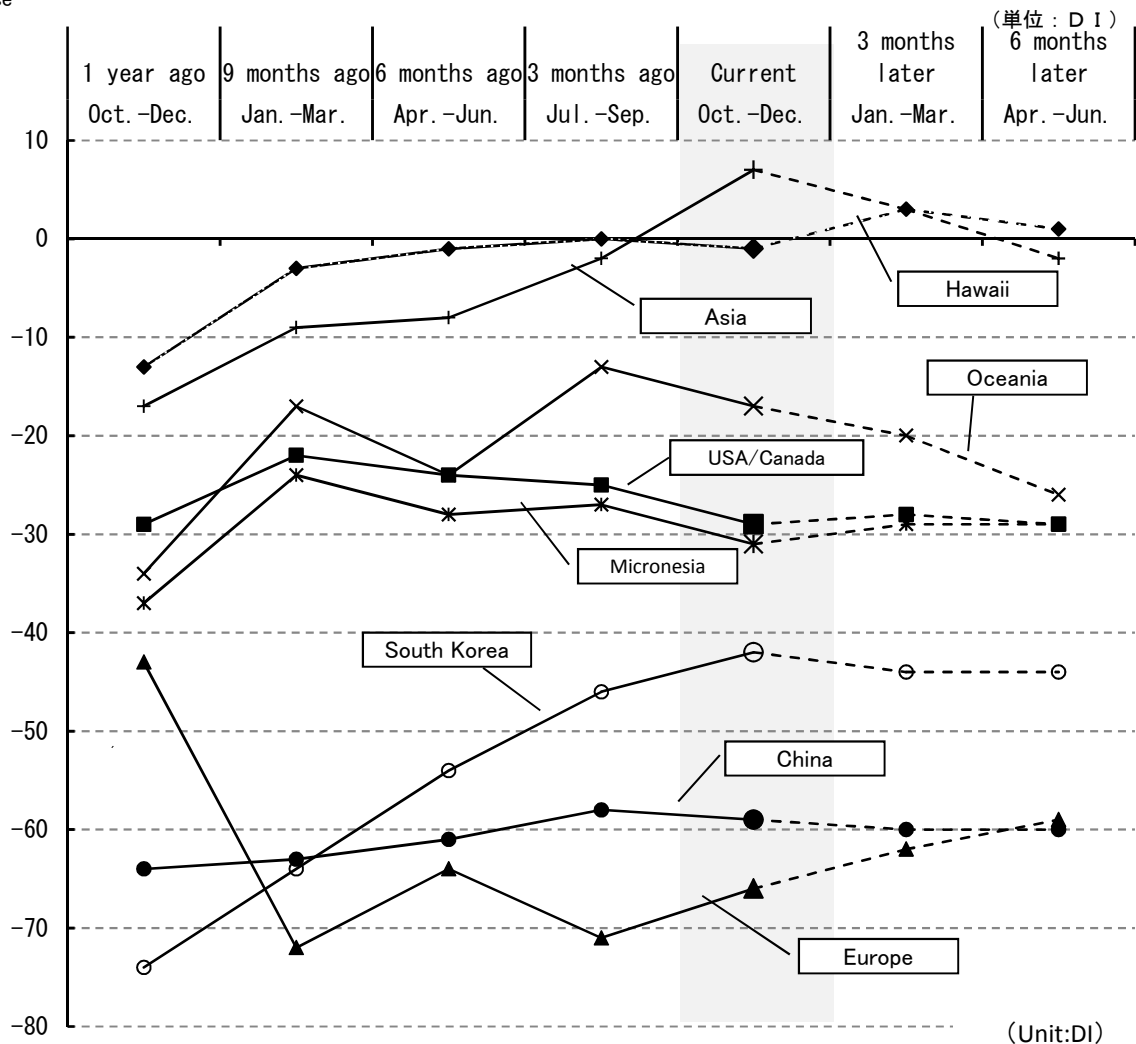 se
(単位：ＤＩ)
1 year ago 9 months ago 6 months ago 3 months ago Current 3 months later 6 months later
Oct.-Dec. Jan.-Mar. Apr.-Jun. Jul.-Sep. Oct.-Dec. Jan.-Mar. Apr.-Jun.
10
0
Hawaii
Asia
-10
Oceania
-20
USA/Canada
-30
Micronesia
-40
South Korea
-50
China
-60
-70
Europe
-80
(Unit:DI)